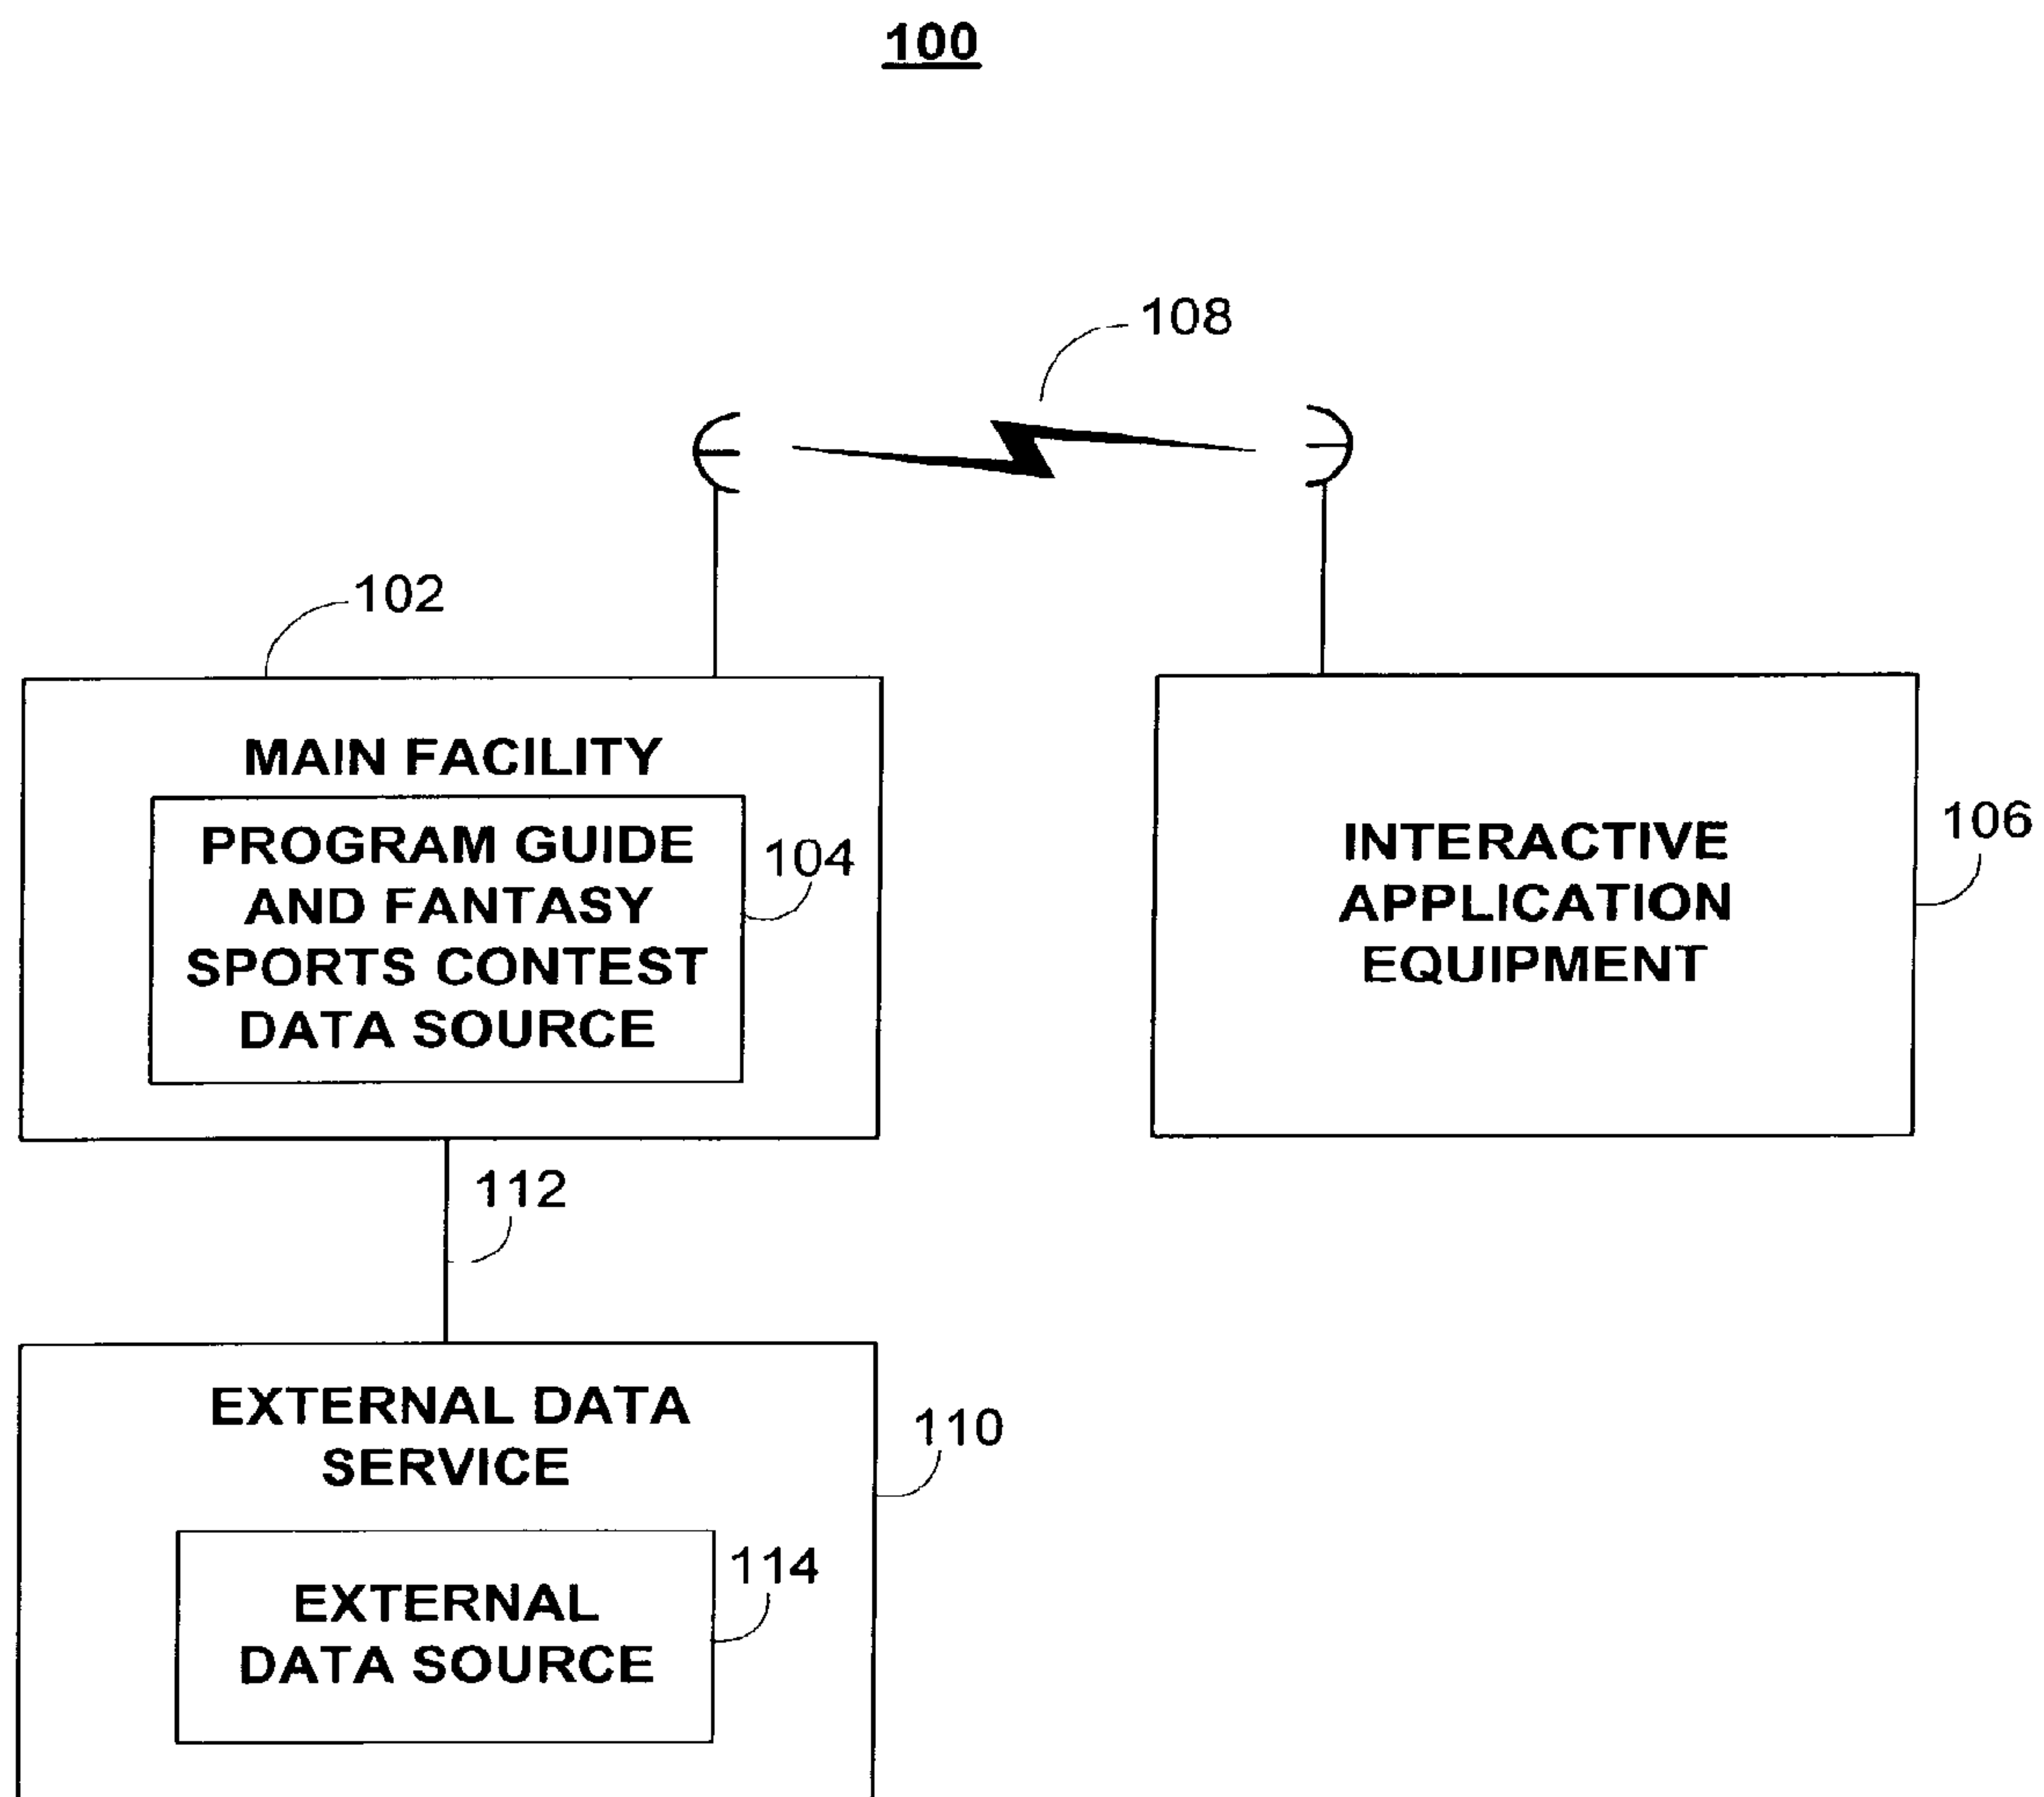 100
108
102
MAIN FACILITY
PROGRAM GUIDE
AND FANTASY
SPORTS CONTEST
DATA SOURCE
104
INTERACTIVE
APPLICATION
EQUIPMENT
106
112
EXTERNAL DATA
SERVICE
110
EXTERNAL
DATA SOURCE
114